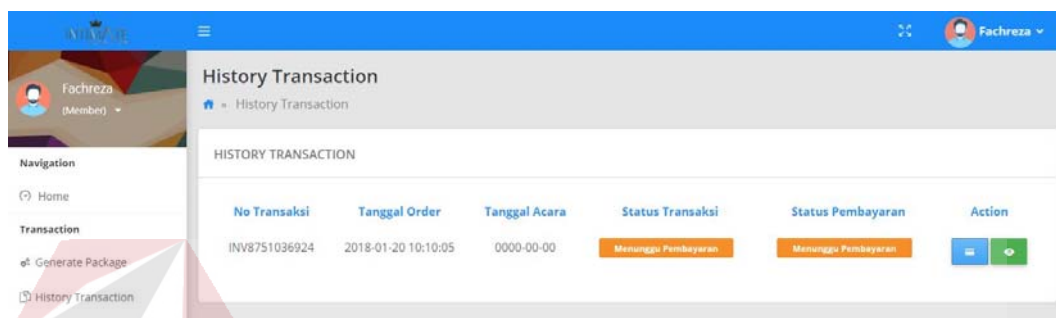 Fachreza
Fachreza
(Member)
History Transaction
History Transaction
Navigation
Home
Transaction
Generate Package
History Transaction
HISTORY TRANSACTION
No Transaksi Tanggal Order Tanggal Acara Status Transaksi Status Pembayaran Action
INV8751036924 2018-01-20 10:10:05 0000-00-00 Menunggu Pembayaran Menunggu Pembayaran